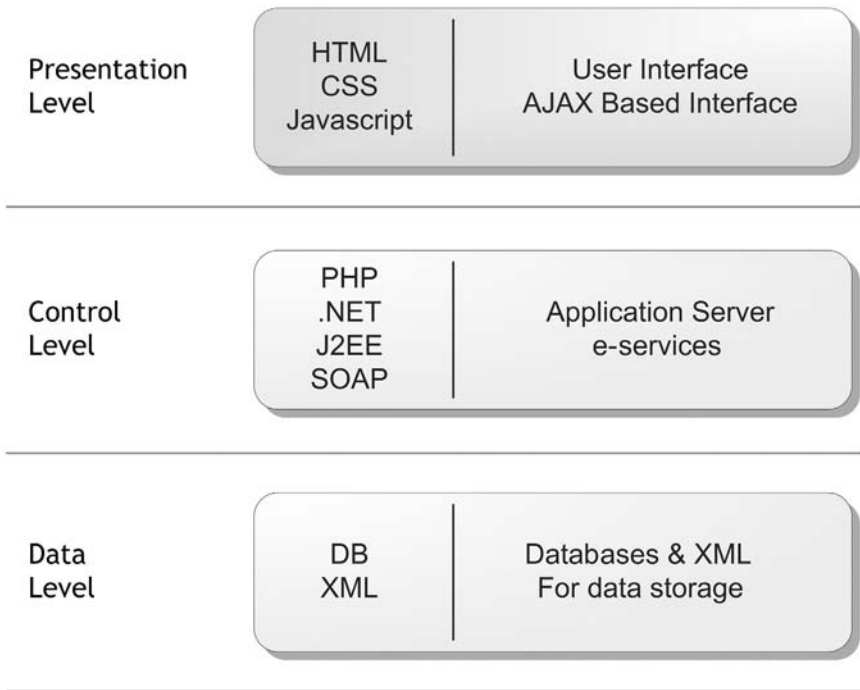 Presentation
Level
HTML
CSS
Javascript
User Interface
AJAX Based Interface
Control
Level
PHP
.NET
J2EE
SOAP
Application Server
e-services
Data
Level
DB
XML
Databases & XML
For data storage